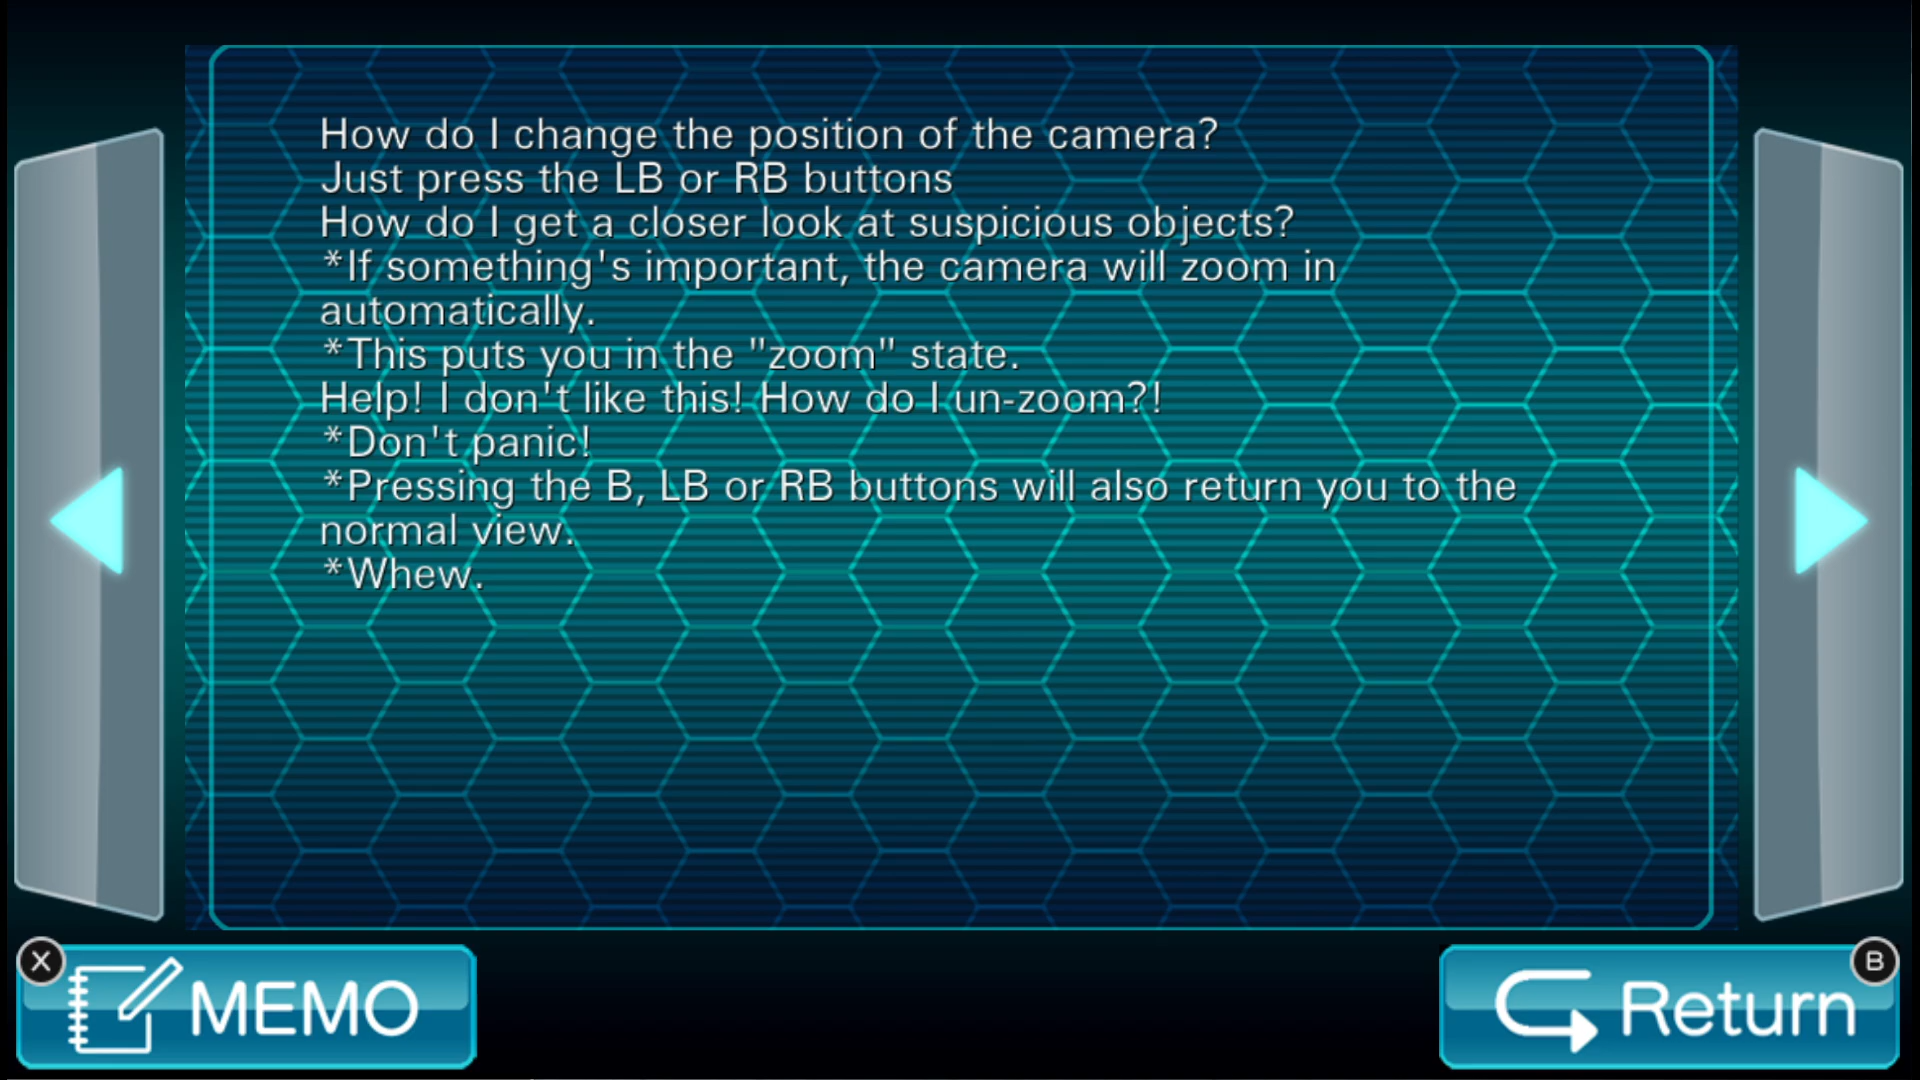 How do I change the position of the camera?
Just press the LB or RB buttons
How do I get a closer look at suspicious objects?
*If something's important, the camera will zoom in
automatically.
*This puts you in the "zoom" state.
Help! I don't like this! How do I un-zoom?!
*Don't panic!
*Pressing the B, LB or RB buttons will also return you to the
normal view.
*Whew.
X
MEMO
B
Return